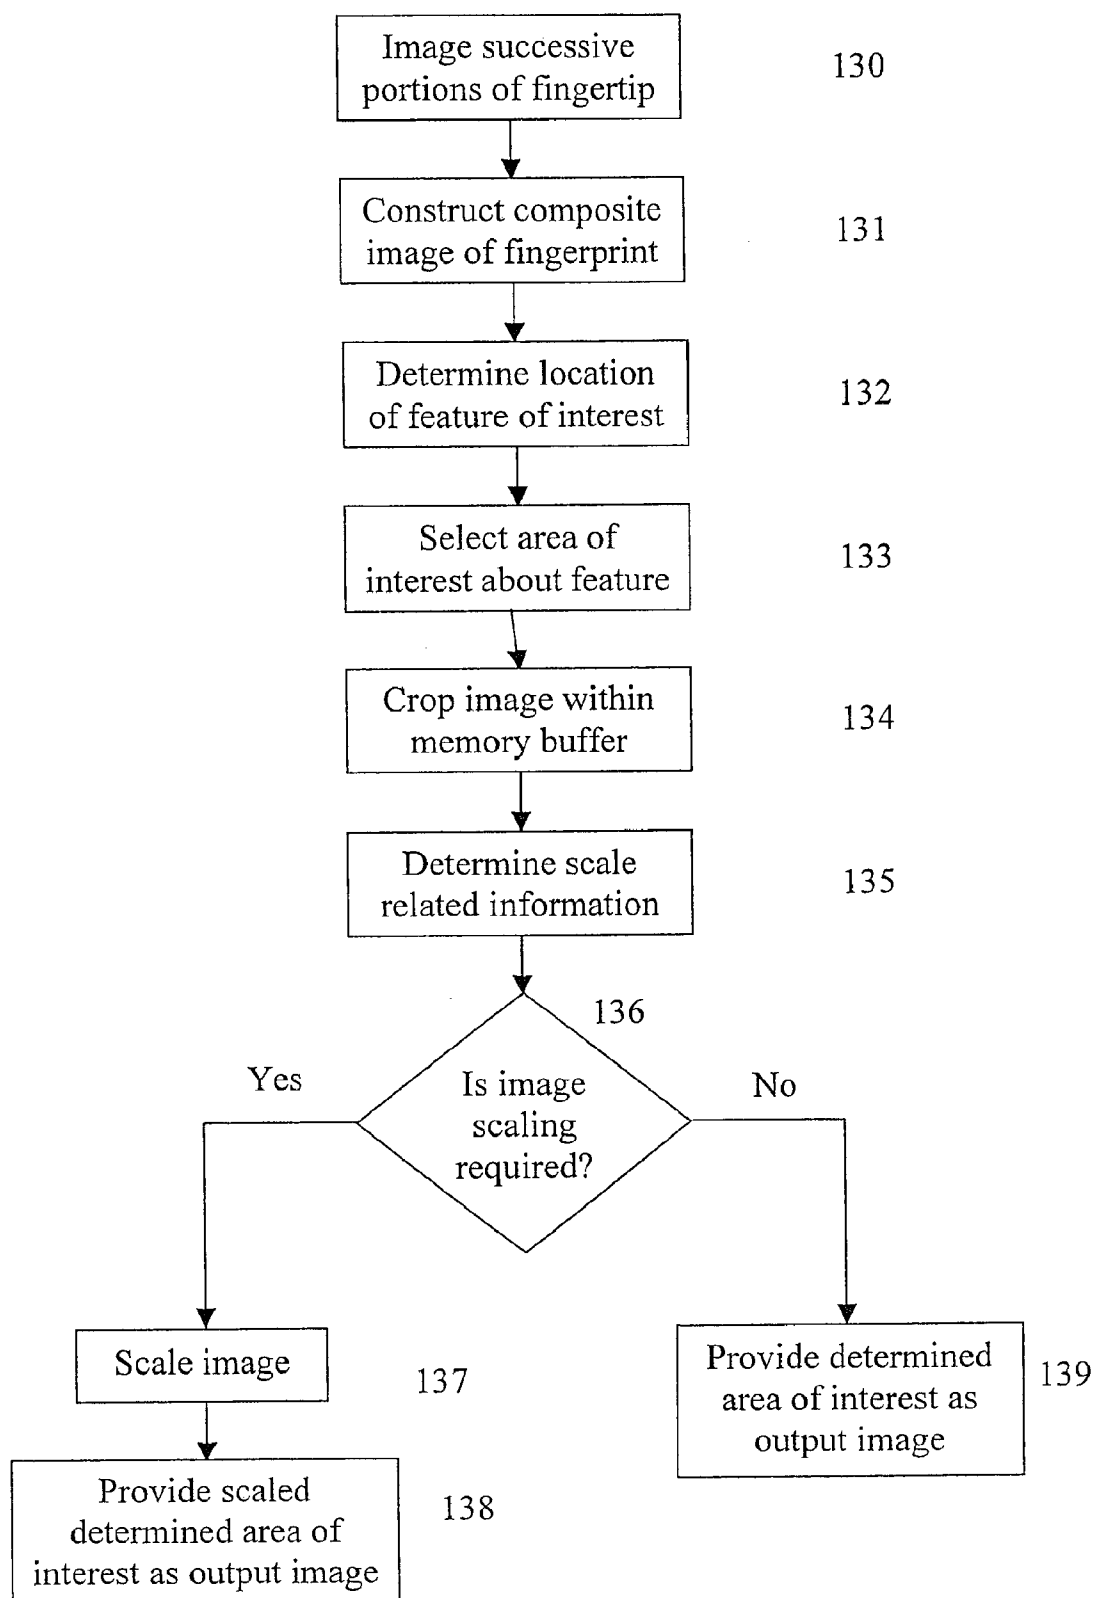 Image successive
portions of fingertip
130
Construct composite
image of fingerprint
131
Determine location
of feature of interest
132
Select area of
interest about feature
133
Crop image within
memory buffer
134
Determine scale
related information
135
136
Yes
Is image
scaling
required?
No
Scale image
137
Provide determined
area of interest as
output image
139
Provide scaled
determined area of
interest as output image
138